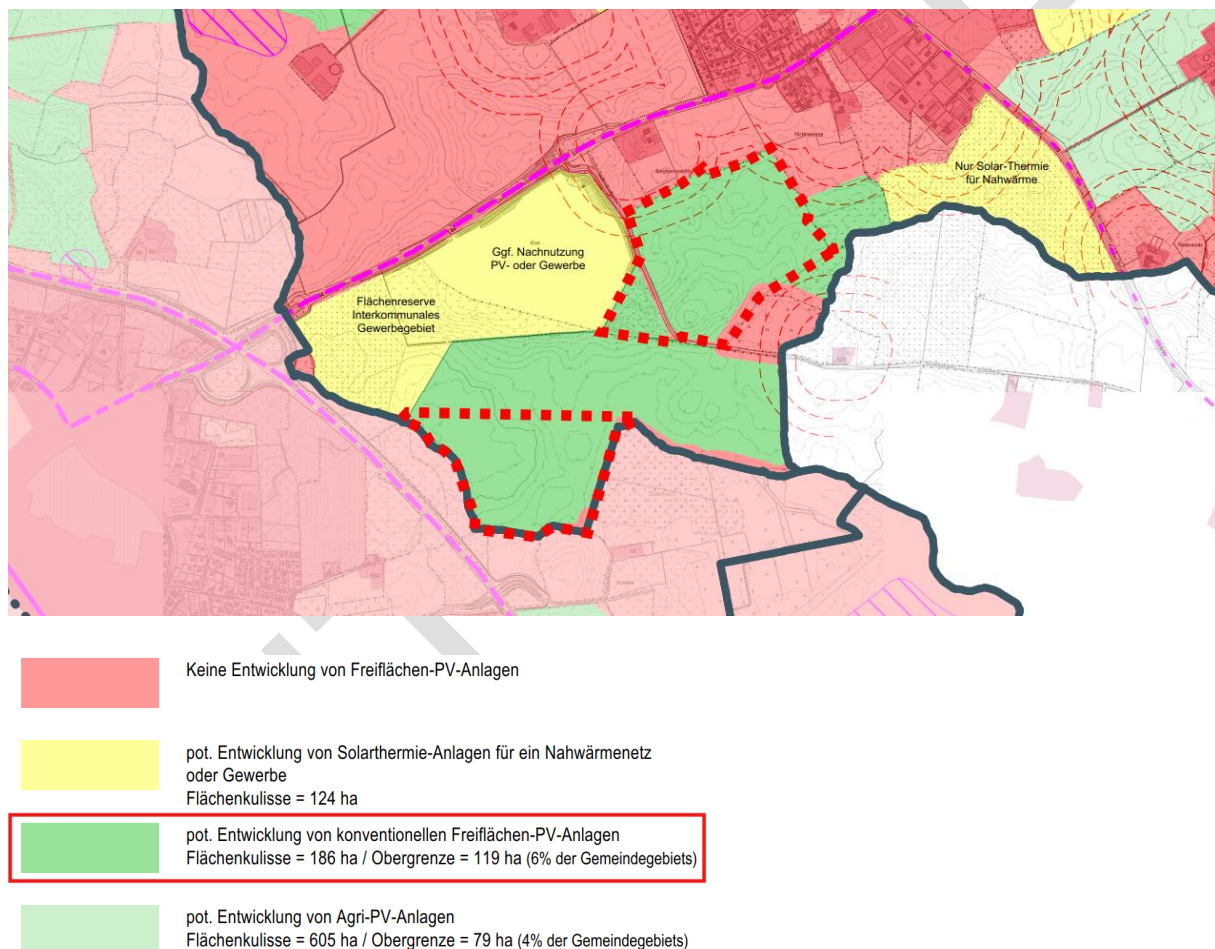 Nur Solar-Thermie
für Nahwärme
Ggf. Nachnutzung
PV- oder Gewerbe
Flächenreserve
Interkommunales
Gewerbegebiet
Keine Entwicklung von Freiflächen-PV-Anlagen
pot. Entwicklung von Solarthermie-Anlagen für ein Nahwärmenetz
oder Gewerbe
Flächenkulisse = 124 ha
pot. Entwicklung von konventionellen Freiflächen-PV-Anlagen
Flächenkulisse = 186 ha / Obergrenze = 119 ha (6% der Gemeindegebiets)
pot. Entwicklung von Agri-PV-Anlagen
Flächenkulisse = 605 ha / Obergrenze = 79 ha (4% der Gemeindegebiets)